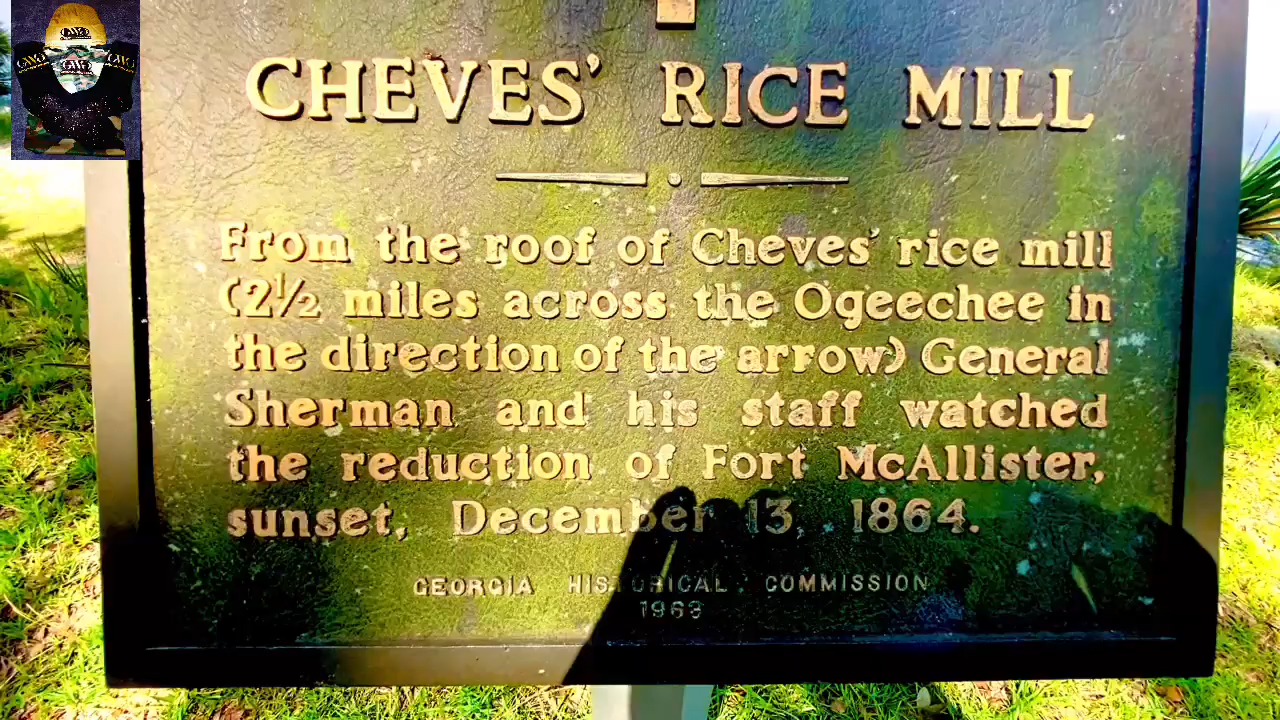 CHEVES' RICE MILL
From the roof of Cheves' rice mill
(2½ miles across the Ogeechee in
the direction of the arrow) General
Sherman and his staff watched
the reduction of Fort McAllister,
sunset, December 13, 1864.
GEORGIA HISTORICAL COMMISSION
1963